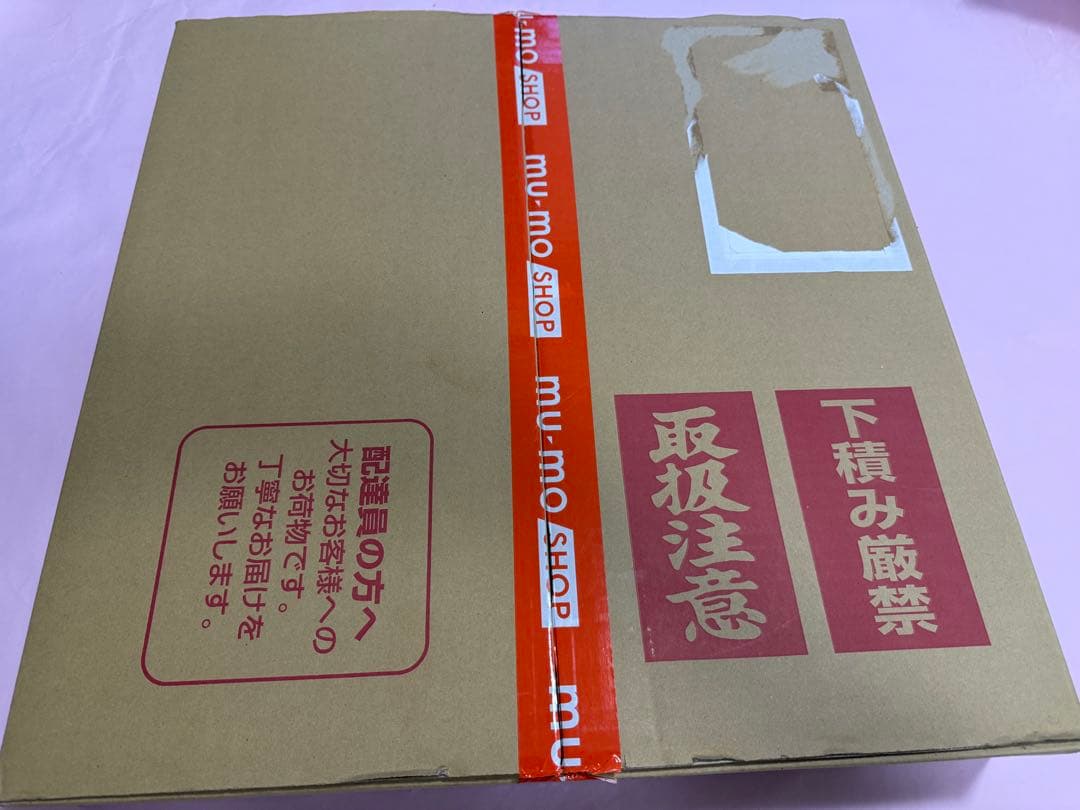 mu-mo SHOP
mu-mo SHOP
mu-mo SHOP
mu
下積み厳禁
取扱注意
配達員の方へ
大切なお客様への
お荷物です。
丁寧なお届けを
お願いします。